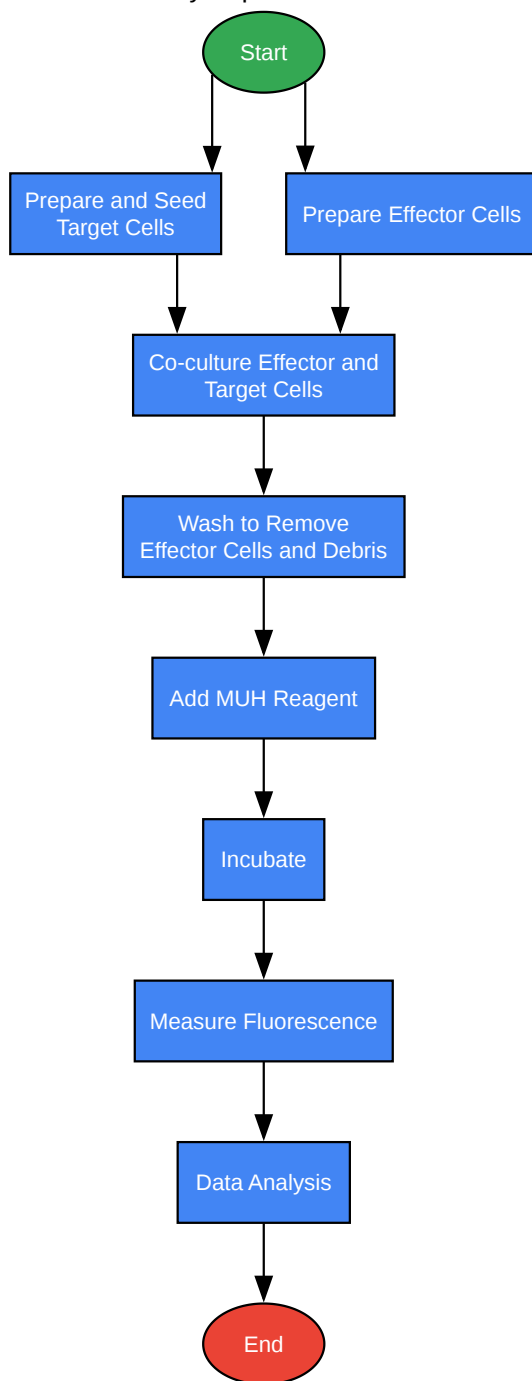 Start
Prepare and Seed
Target Cells
Prepare Effector Cells
Co-culture Effector and
Target Cells
Wash to Remove
Effector Cells and Debris
Add MUH Reagent
Incubate
Measure Fluorescence
Data Analysis
End